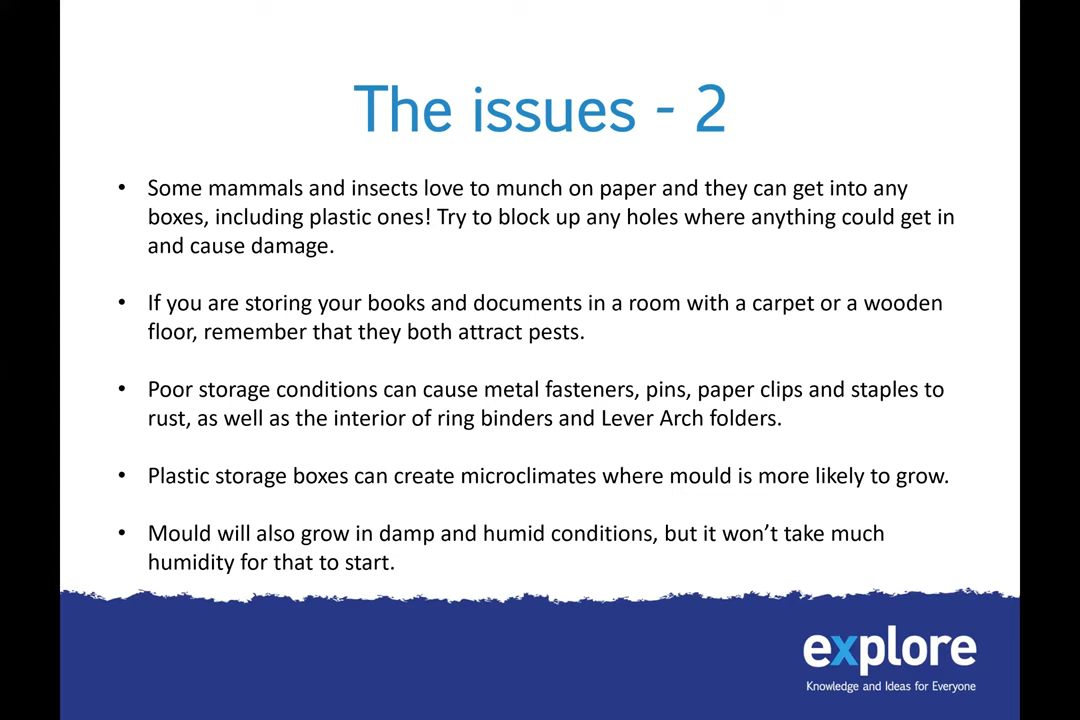 The issues - 2
• Some mammals and insects love to munch on paper and they can get into any
boxes, including plastic ones! Try to block up any holes where anything could get in
and cause damage.
• If you are storing your books and documents in a room with a carpet or a wooden
floor, remember that they both attract pests.
• Poor storage conditions can cause metal fasteners, pins, paper clips and staples to
rust, as well as the interior of ring binders and Lever Arch folders.
• Plastic storage boxes can create microclimates where mould is more likely to grow.
• Mould will also grow in damp and humid conditions, but it won’t take much
humidity for that to start.
explore
Knowledge and Ideas for Everyone